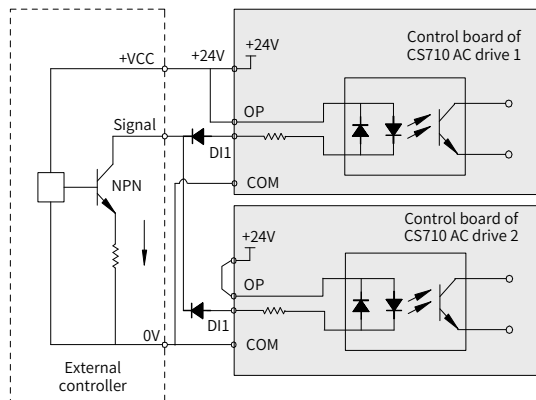 +VCC
+24V
+24V
Control board of
CS710 AC drive 1
OP
Signal
DI1
NPN
COM
Control board of
CS710 AC drive 2
+24V
OP
DI1
0V
COM
External
controller